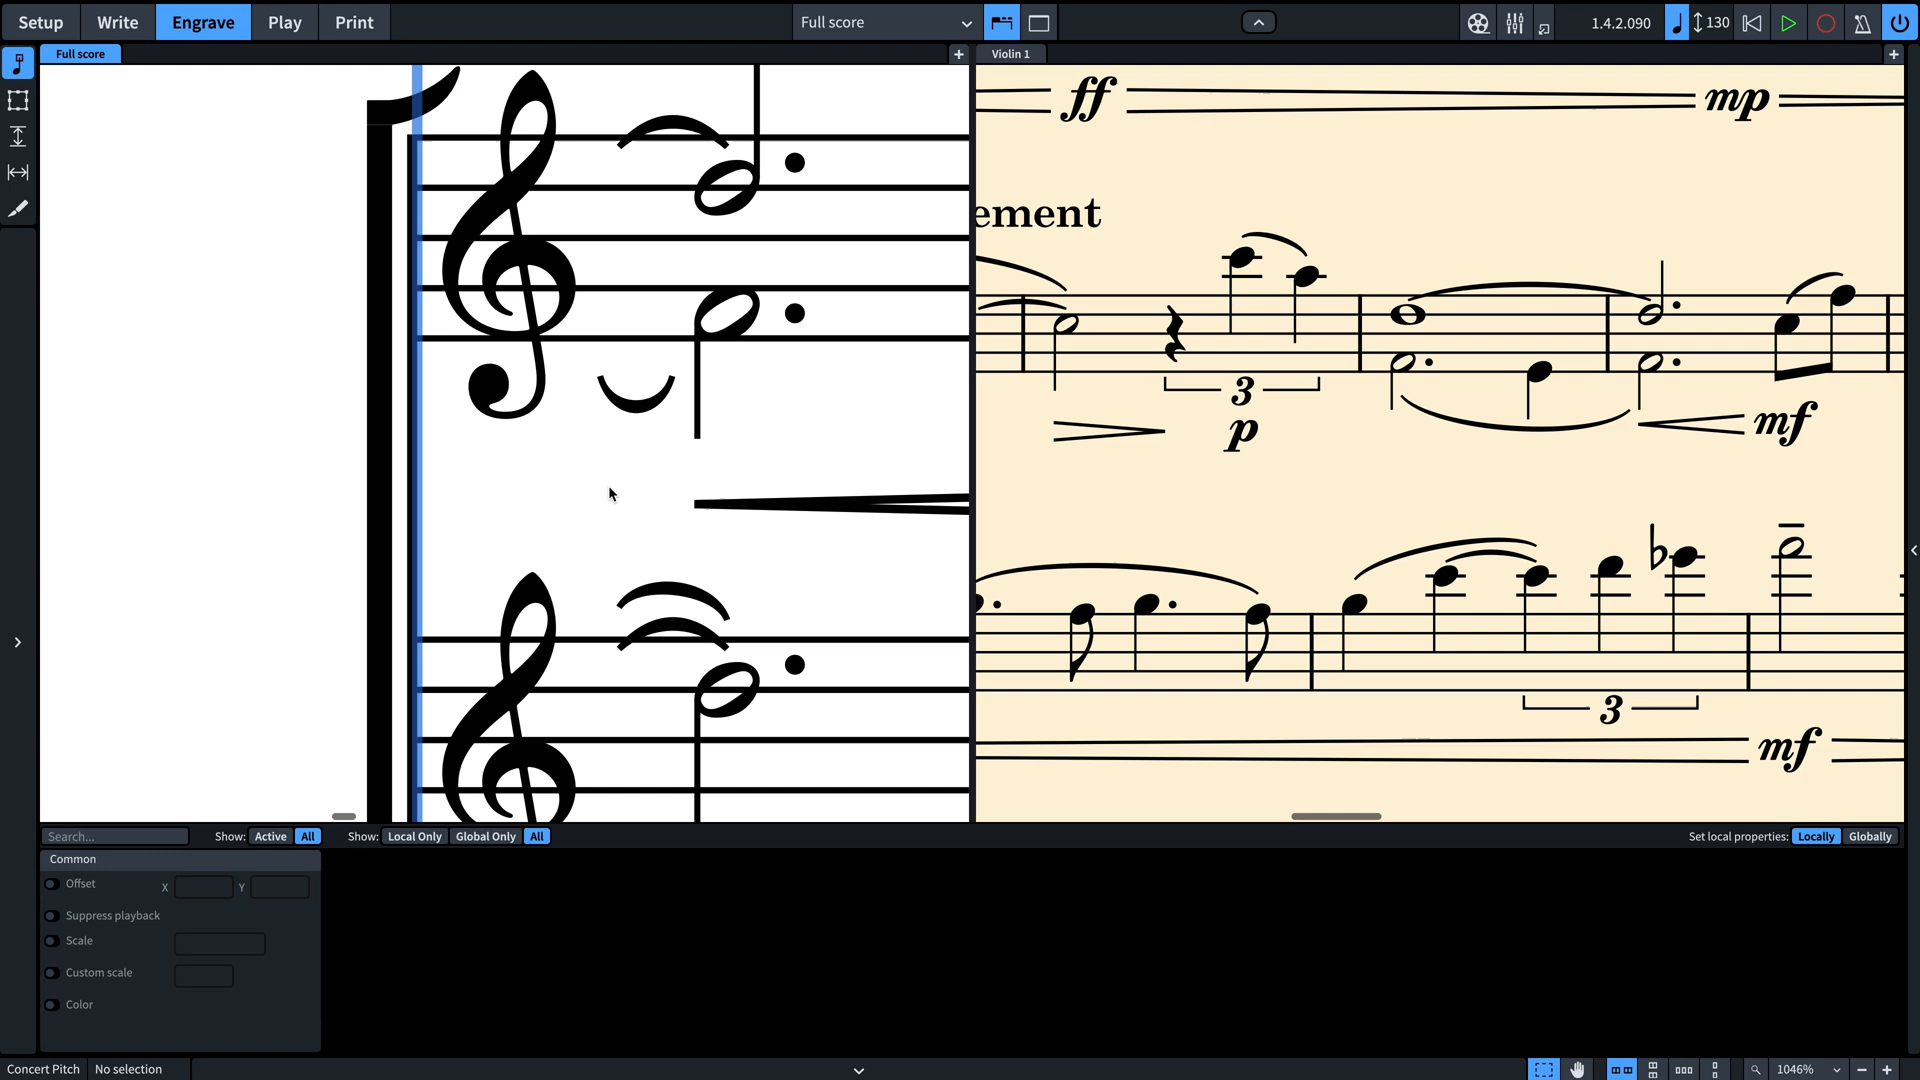 Setup Write Engrave Play Print Full score 1.4.2.090 130
Full score Violin 1
ff mp
ement
3
p mf
3
mf
Search... Show: Active All Show: Local Only Global Only All Set local properties: Locally Globally
Common
Offset X Y
Suppress playback
Scale
Custom scale
Color
Concert Pitch No selection 1046%